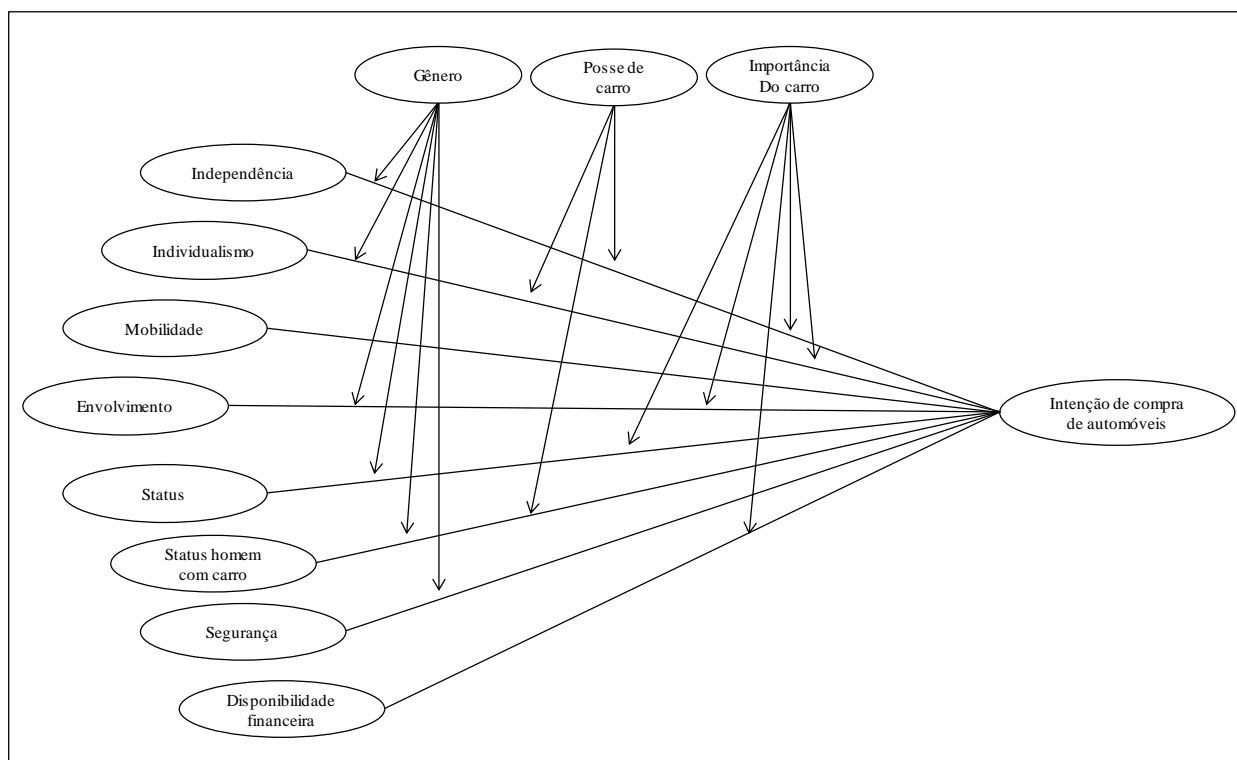 Gênero
Posse de
carro
Importância
Do carro
Independência
Individualismo
Mobilidade
Envolvimento
Intenção de compra
de automóveis
Status
Status homem
com carro
Segurança
Disponibilidade
financeira